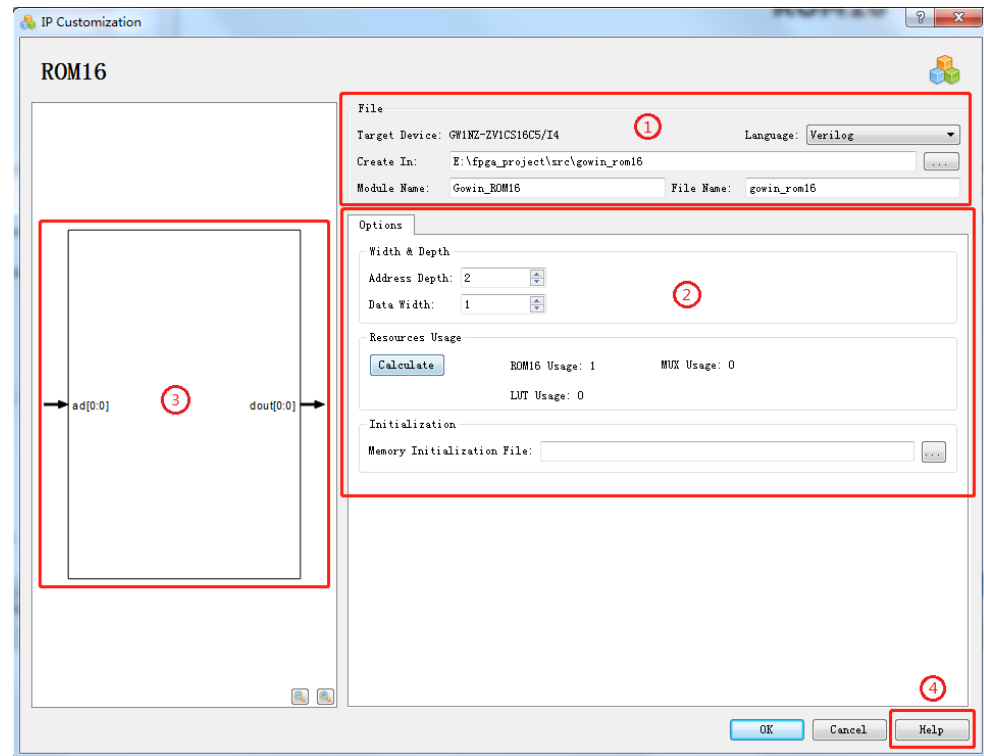 IP Customization
ROM16
File
Target Device: GW1NZ-ZV1CS16C5/I4
1
Language: Verilog
Create In: E:\fpga_project\src\gowin_rom16 ...
Module Name: Gowin_ROM16 File Name: gowin_rom16
Options
Width & Depth
Address Depth: 2
Data Width: 1
2
Resources Usage
Calculate ROM16 Usage: 1 MUX Usage: 0
LUT Usage: 0
ad[0:0] 3 dout[0:0]
Initialization
Memory Initialization File: ...
4
OK Cancel Help